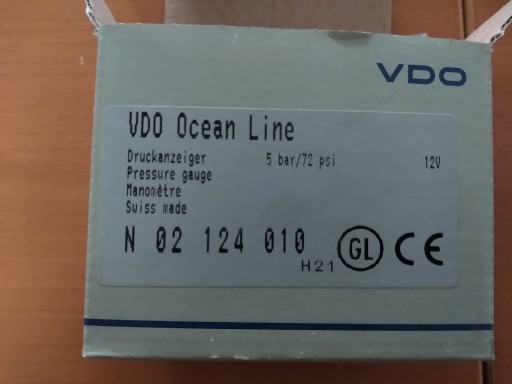 VDO
VDO Ocean Line
Druckanzeiger 5 bar/72 psi 12V
Pressure gauge
Manomètre
Swiss made
N 02 124 010 H21 GL CE